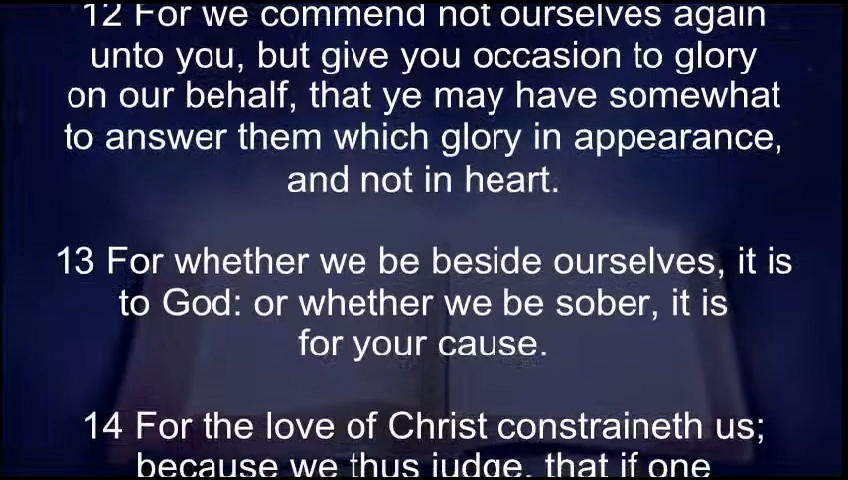 12 For we commend not ourselves again
unto you, but give you occasion to glory
on our behalf, that ye may have somewhat
to answer them which glory in appearance,
and not in heart.
13 For whether we be beside ourselves, it is
to God: or whether we be sober, it is
for your cause.
14 For the love of Christ constraineth us;
because we thus judge, that if one